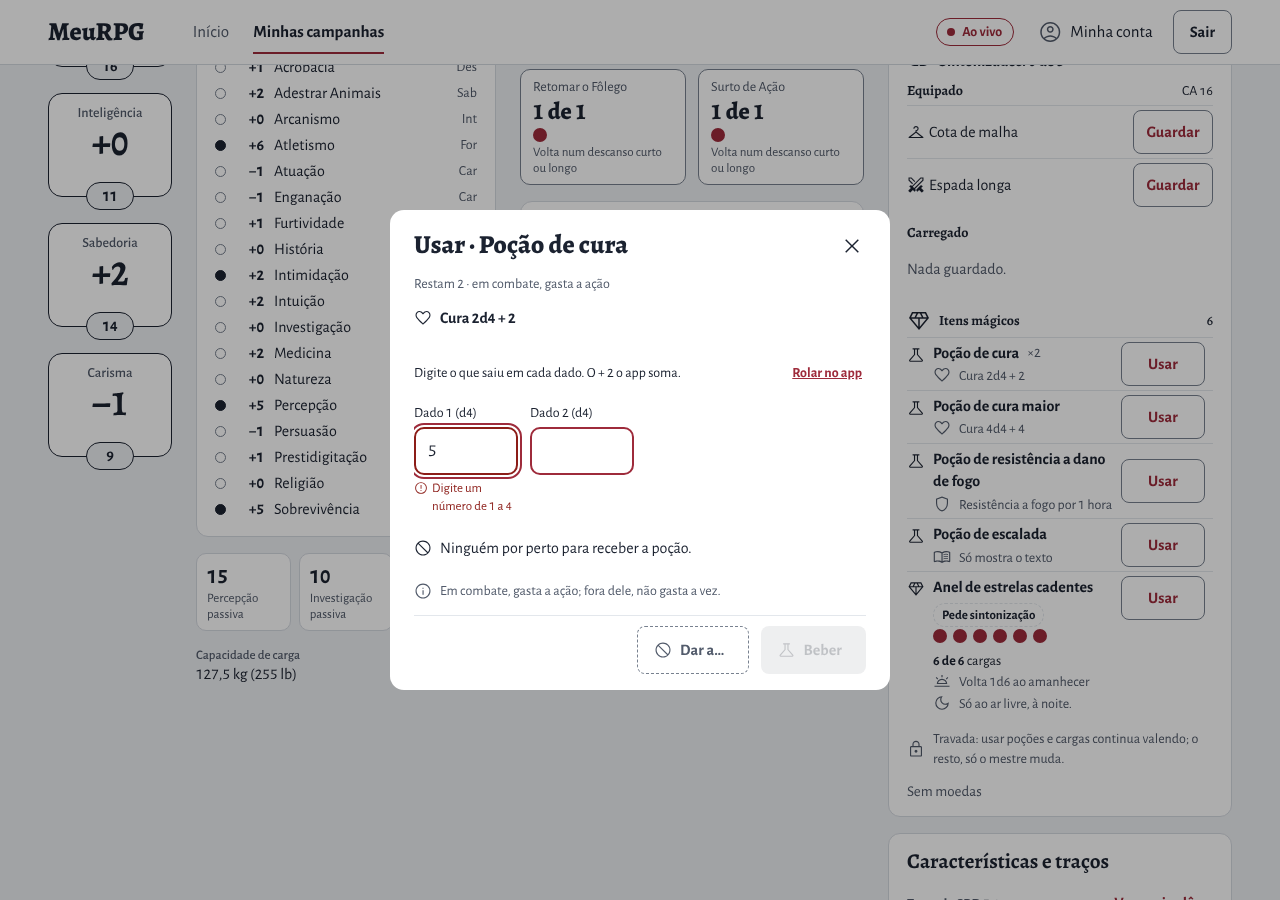 MeuRPG
Início
Minhas campanhas
Ao vivo
Minha conta
Sair
16
Inteligência
+0
11
Sabedoria
+2
14
Carisma
−1
9
+1 Acrobacia Des
+2 Adestrar Animais Sab
+0 Arcanismo Int
+6 Atletismo For
−1 Atuação Car
−1 Enganação Car
+1 Furtividade
+0 História
+2 Intimidação
+2 Intuição
+0 Investigação
+2 Medicina
+0 Natureza
+5 Percepção
−1 Persuasão
+1 Prestidigitação
+0 Religião
+5 Sobrevivência
15
Percepção
passiva
10
Investigação
passiva
Capacidade de carga
127,5 kg (255 lb)
Retomar o Fôlego
1 de 1
Volta num descanso curto
ou longo
Surto de Ação
1 de 1
Volta num descanso curto
ou longo
Usar · Poção de cura
Restam 2 · em combate, gasta a ação
Cura 2d4 + 2
Digite o que saiu em cada dado. O + 2 o app soma.
Rolar no app
Dado 1 (d4)
Dado 2 (d4)
5
Digite um
número de 1 a 4
Ninguém por perto para receber a poção.
Em combate, gasta a ação; fora dele, não gasta a vez.
Dar a…
Beber
Equipado CA 16
Cota de malha Guardar
Espada longa Guardar
Carregado
Nada guardado.
Itens mágicos 6
Poção de cura ×2
Cura 2d4 + 2
Usar
Poção de cura maior
Cura 4d4 + 4
Usar
Poção de resistência a dano
de fogo
Resistência a fogo por 1 hora
Usar
Poção de escalada
Só mostra o texto
Usar
Anel de estrelas cadentes
Usar
Pede sintonização
6 de 6 cargas
Volta 1d6 ao amanhecer
Só ao ar livre, à noite.
Travada: usar poções e cargas continua valendo; o
resto, só o mestre muda.
Sem moedas
Características e traços